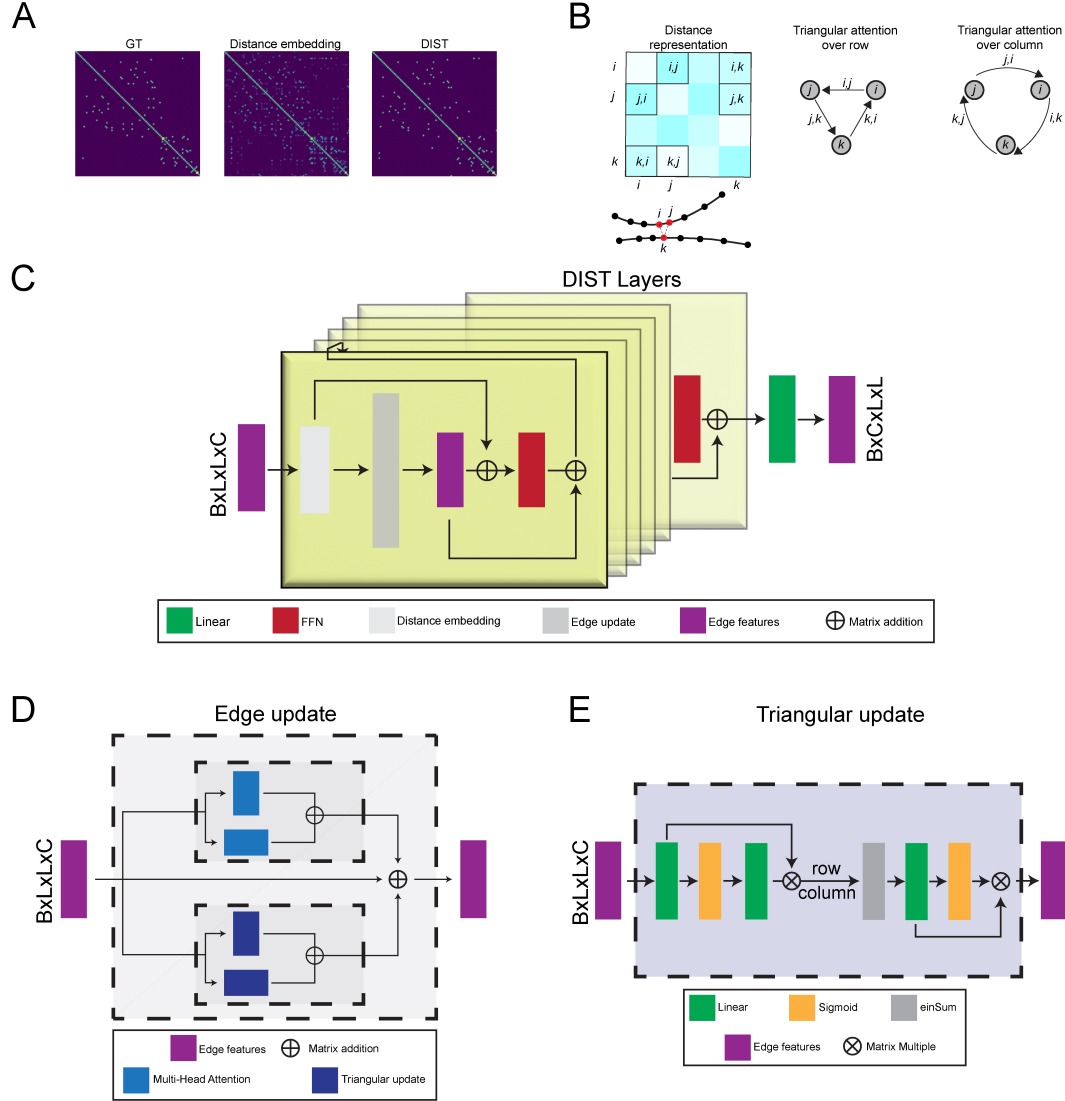 A
GT
Distance embedding
DIST
B
Distance
representation
i
i,j
i,k
j
j,i
j,k
k
k,i
k,j
i
j
k
i
j
k
Triangular attention
over row
j
i,j
i
j,k
k,i
k
Triangular attention
over column
j,i
j
i
k,j
i,k
k
C
DIST Layers
BxLxLxC
BxCxLxL
Linear
FFN
Distance embedding
Edge update
Edge features
Matrix addition
D
Edge update
BxLxLxC
Edge features
Matrix addition
Multi-Head Attention
Triangular update
E
Triangular update
BxLxLxC
row
column
Linear
Sigmoid
einSum
Edge features
Matrix Multiple